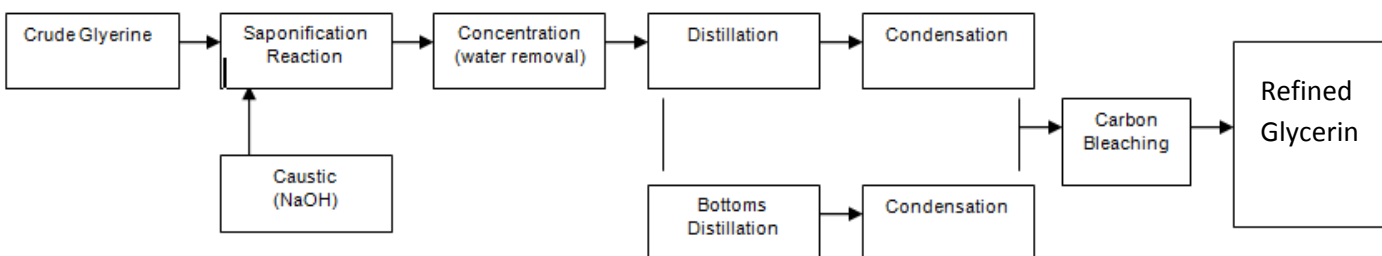 Crude Glyerine
Saponification
Reaction
Concentration
(water removal)
Distillation
Condensation
Caustic
(NaOH)
Bottoms
Distillation
Condensation
Carbon
Bleaching
Refined
Glycerin